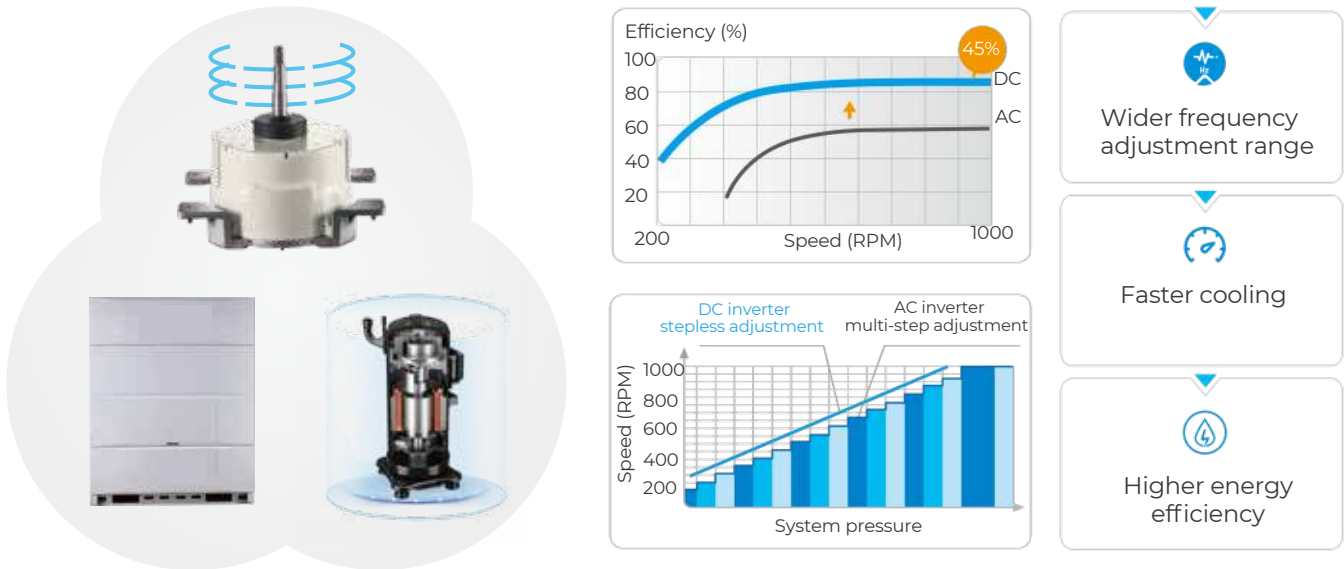 Efficiency (%)
100
80
60
40
20
45%
DC
AC
200
Speed (RPM)
1000
DC inverter
stepless adjustment
AC inverter
multi-step adjustment
Speed (RPM)
1000
800
600
400
200
System pressure
Hz
Wider frequency
adjustment range
Faster cooling
Higher energy
efficiency